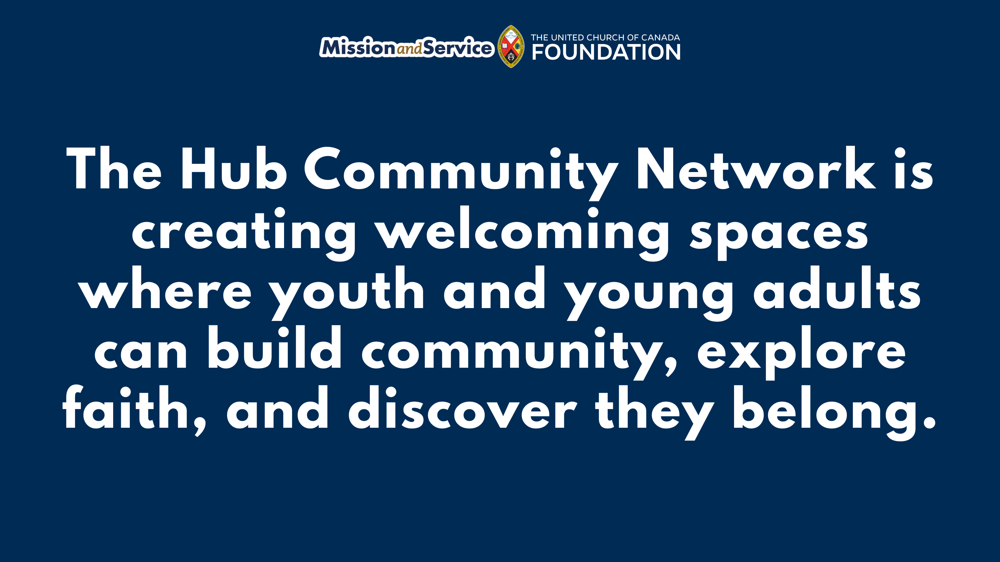 MissionandService
THE UNITED CHURCH OF CANADA
FOUNDATION
The Hub Community Network is
creating welcoming spaces
where youth and young adults
can build community, explore
faith, and discover they belong.